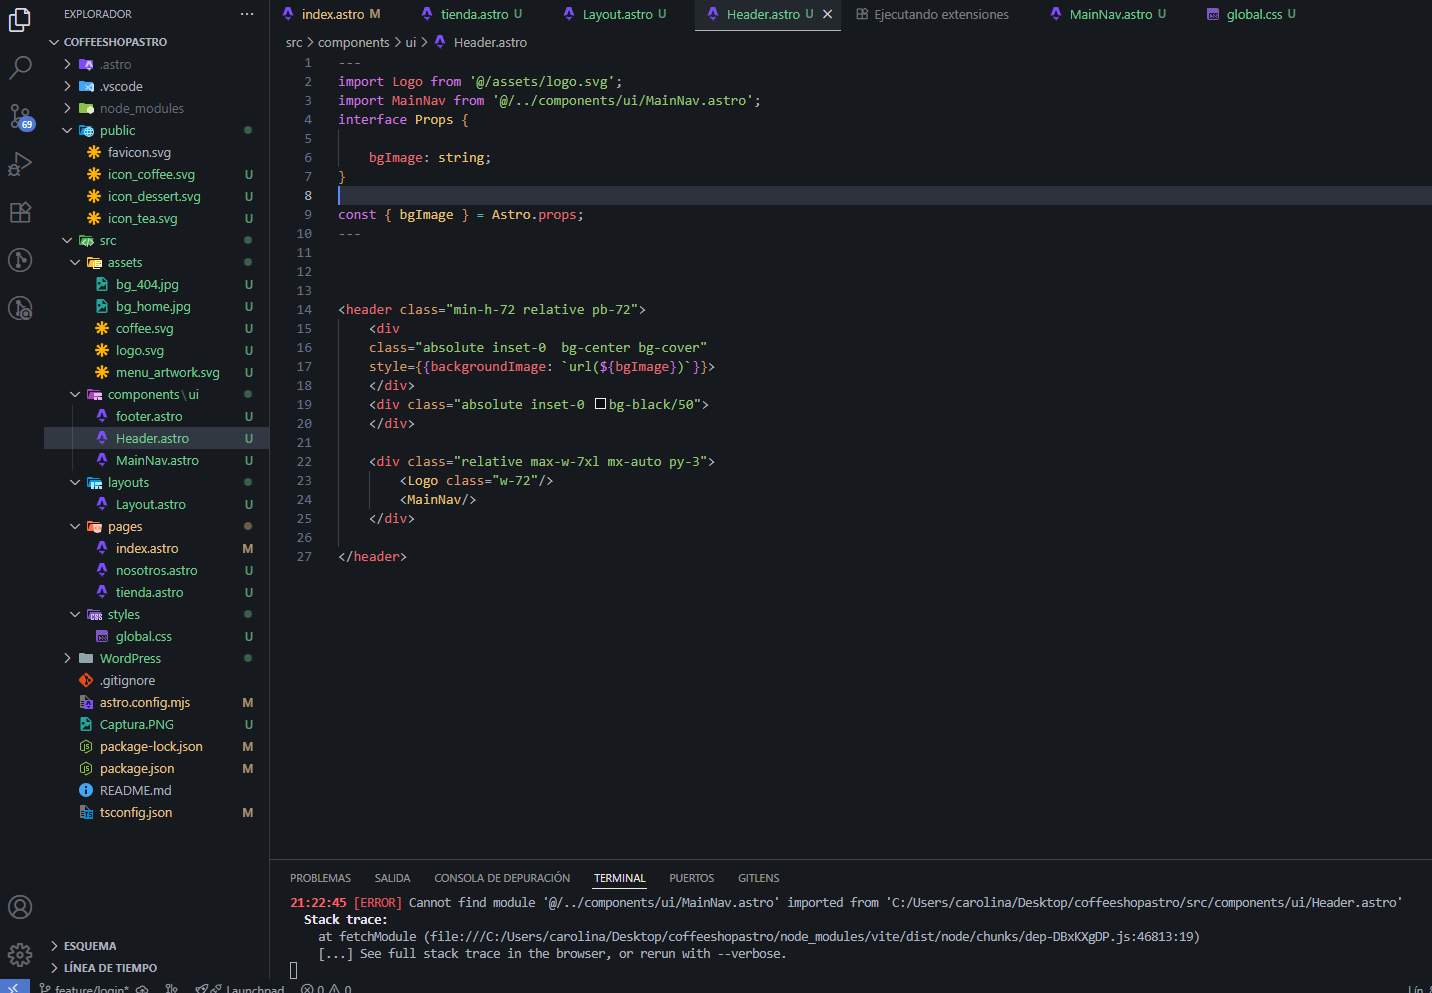 EXPLORADOR
COFFEESHOPASTRO
.astro
.vscode
node_modules
public
favicon.svg
icon_coffee.svg U
icon_dessert.svg U
icon_tea.svg U
src
assets
bg_404.jpg U
bg_home.jpg U
coffee.svg U
logo.svg U
menu_artwork.svg U
components\ui
footer.astro U
Header.astro U
MainNav.astro U
layouts
Layout.astro U
pages
index.astro M
nosotros.astro U
tienda.astro U
styles
global.css U
WordPress
.gitignore
astro.config.mjs M
Captura.PNG U
package-lock.json M
package.json M
README.md
tsconfig.json M
ESQUEMA
LÍNEA DE TIEMPO
69
index.astro M tienda.astro U Layout.astro U Header.astro U Ejecutando extensiones MainNav.astro U global.css U
src > components > ui > Header.astro
1 ---
2 import Logo from '@/assets/logo.svg';
3 import MainNav from '@/../components/ui/MainNav.astro';
4 interface Props {
5
6 bgImage: string;
7 }
8
9 const { bgImage } = Astro.props;
10 ---
11
12
13
14 <header class="min-h-72 relative pb-72">
15 <div
16 class="absolute inset-0  bg-center bg-cover"
17 style={{backgroundImage: `url(${bgImage})`}}>
18 </div>
19 <div class="absolute inset-0 bg-black/50">
20 </div>
21
22 <div class="relative max-w-7xl mx-auto py-3">
23 <Logo class="w-72"/>
24 <MainNav/>
25 </div>
26
27 </header>
PROBLEMAS SALIDA CONSOLA DE DEPURACIÓN TERMINAL PUERTOS GITLENS
21:22:45 [ERROR] Cannot find module '@/../components/ui/MainNav.astro' imported from 'C:/Users/carolina/Desktop/coffeeshopastro/src/components/ui/Header.astro'
Stack trace:
at fetchModule (file:///C:/Users/carolina/Desktop/coffeeshopastro/node_modules/vite/dist/node/chunks/dep-DBxKXgDP.js:46813:19)
[...] See full stack trace in the browser, or rerun with --verbose.
feature/login* Launchpad 0 0 Lín.